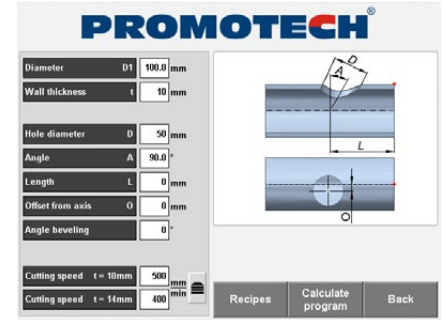 PROMOTECH®
Diameter D1 100.0 mm
Wall thickness t 10 mm
Hole diameter D 50 mm
Angle A 90.0 °
Length L 0 mm
Offset from axis O 0 mm
Angle beveling 0 °
Cutting speed t = 10mm 500
Cutting speed t = 14mm 400
mm
min
D
A
L
O
Recipes
Calculate
program
Back